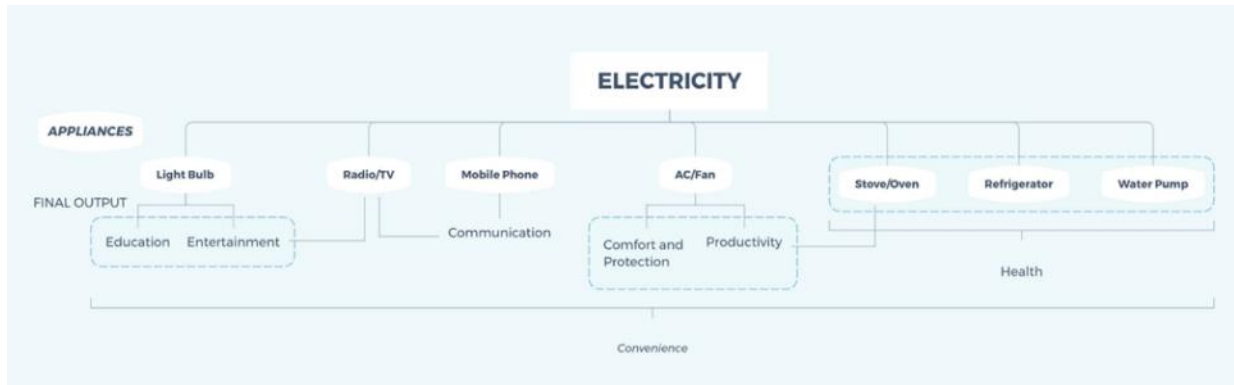 ELECTRICITY
APPLIANCES
Light Bulb
Radio/TV
Mobile Phone
AC/Fan
Stove/Oven
Refrigerator
Water Pump
FINAL OUTPUT
Education
Entertainment
Communication
Comfort and
Protection
Productivity
Health
Convenience